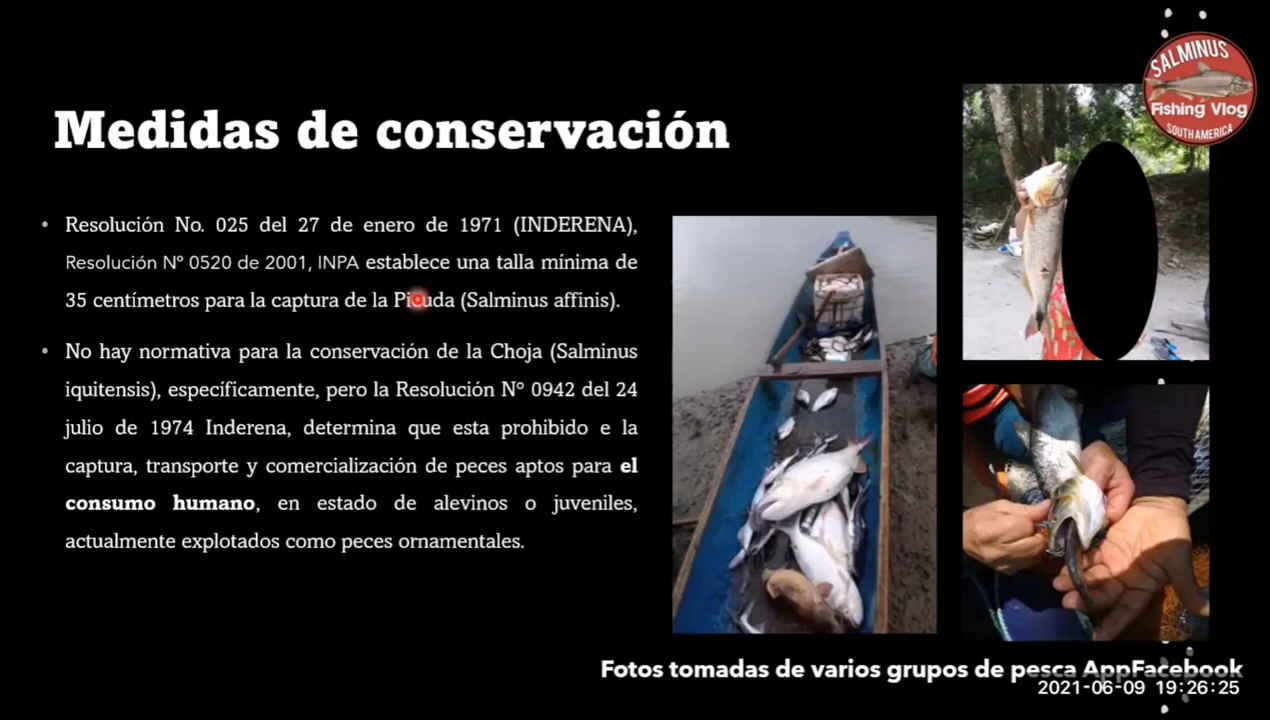 SALMINUS
Fishing Vlog
SOUTH AMERICA
Medidas de conservación
• Resolución No. 025 del 27 de enero de 1971 (INDERENA),
Resolución N° 0520 de 2001, INPA establece una talla mínima de
35 centímetros para la captura de la Picuda (Salminus affinis).
• No hay normativa para la conservación de la Choja (Salminus
iquitensis), específicamente, pero la Resolución N° 0942 del 24
julio de 1974 Inderena, determina que esta prohibido e la
captura, transporte y comercialización de peces aptos para el
consumo humano, en estado de alevinos o juveniles,
actualmente explotados como peces ornamentales.
Fotos tomadas de varios grupos de pesca AppFacebook
2021-06-09 19:26:25